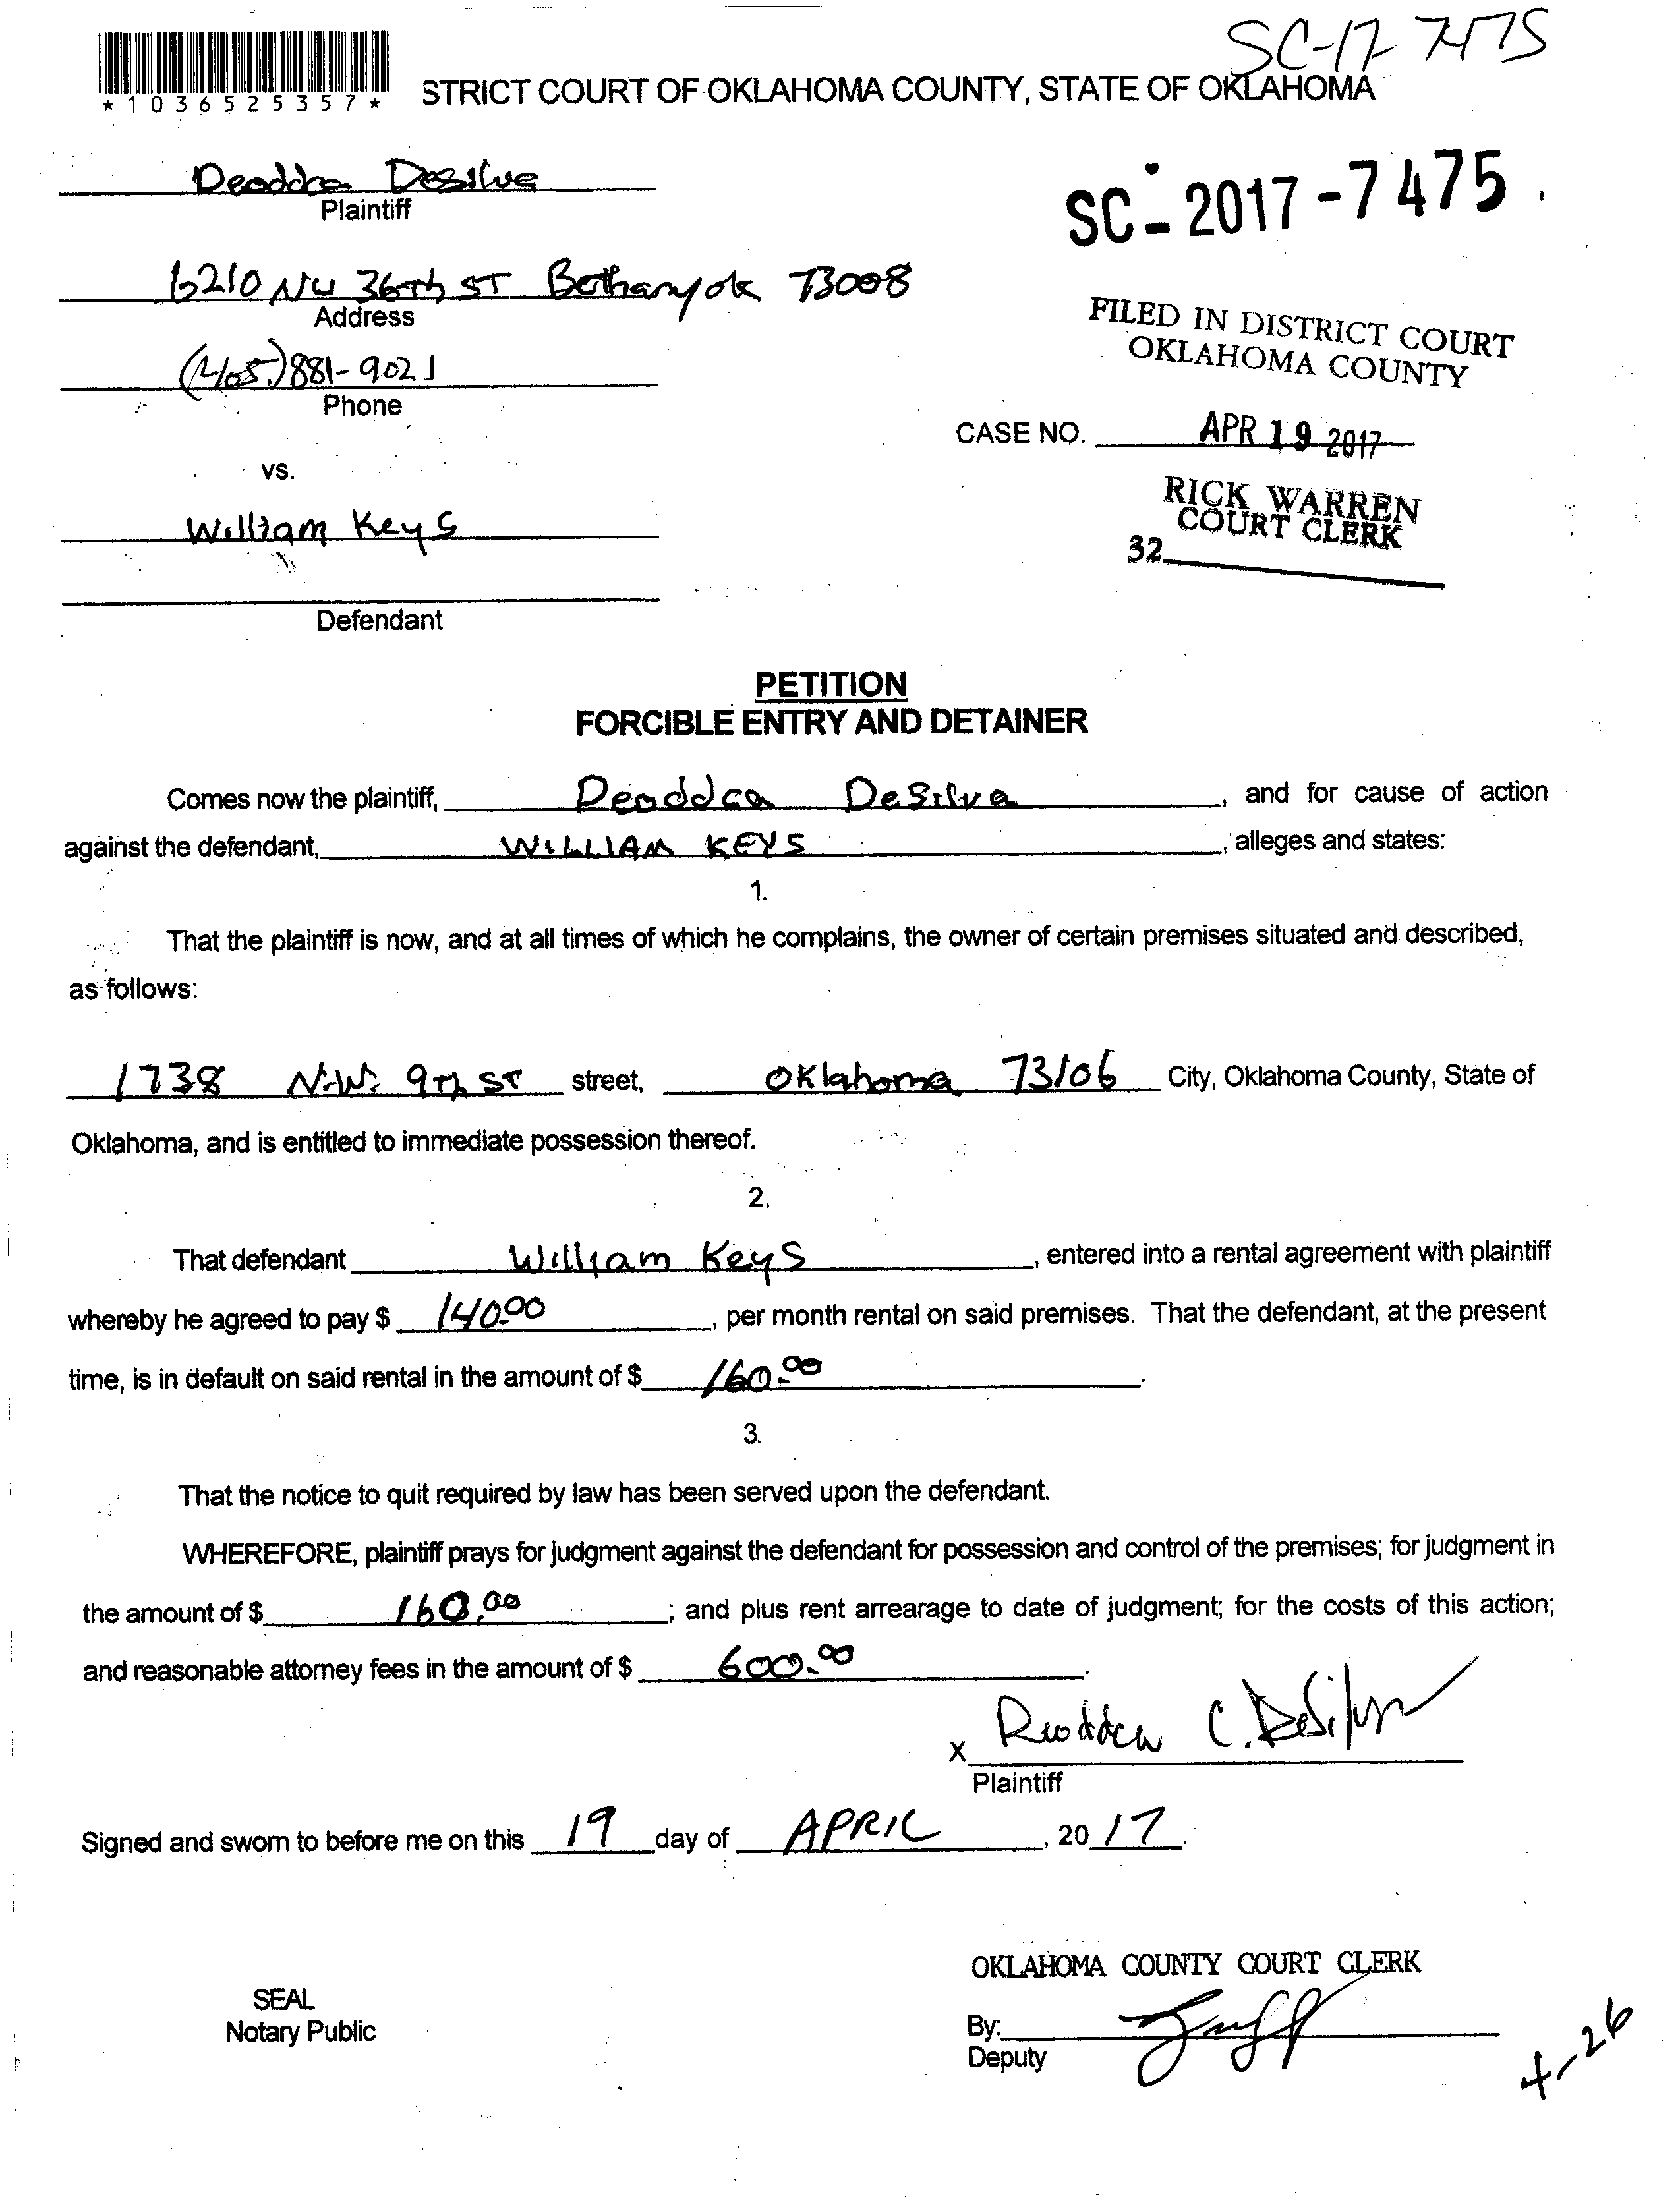 SC-17 7475
*1036525357*
STRICT COURT OF OKLAHOMA COUNTY, STATE OF OKLAHOMA
Deoddca Desilva
Plaintiff
SC-2017-7475
6210 NW 36th ST Bethany ok 73008
Address
FILED IN DISTRICT COURT
OKLAHOMA COUNTY
(405) 881-9021
Phone
CASE NO. APR 19 2017
vs.
RICK WARREN
COURT CLERK
32
William Keys
Defendant
PETITION
FORCIBLE ENTRY AND DETAINER
Comes now the plaintiff, Deoddca DeSilva, and for cause of action
against the defendant, WILLIAM KEYS, alleges and states:
1.
That the plaintiff is now, and at all times of which he complains, the owner of certain premises situated and described,
as follows:
1738 N.W. 9th ST street, Oklahoma 73106 City, Oklahoma County, State of
Oklahoma, and is entitled to immediate possession thereof.
2.
That defendant William Keys, entered into a rental agreement with plaintiff
whereby he agreed to pay $ 140.00, per month rental on said premises. That the defendant, at the present
time, is in default on said rental in the amount of $ 160.00.
3.
That the notice to quit required by law has been served upon the defendant.
WHEREFORE, plaintiff prays for judgment against the defendant for possession and control of the premises; for judgment in
the amount of $ 160.00; and plus rent arrearage to date of judgment; for the costs of this action;
and reasonable attorney fees in the amount of $ 600.00.
X C. DeSilva
Plaintiff
Signed and sworn to before me on this 19 day of APRIL, 2017.
OKLAHOMA COUNTY COURT CLERK
SEAL
Notary Public
By:
Deputy
4-26